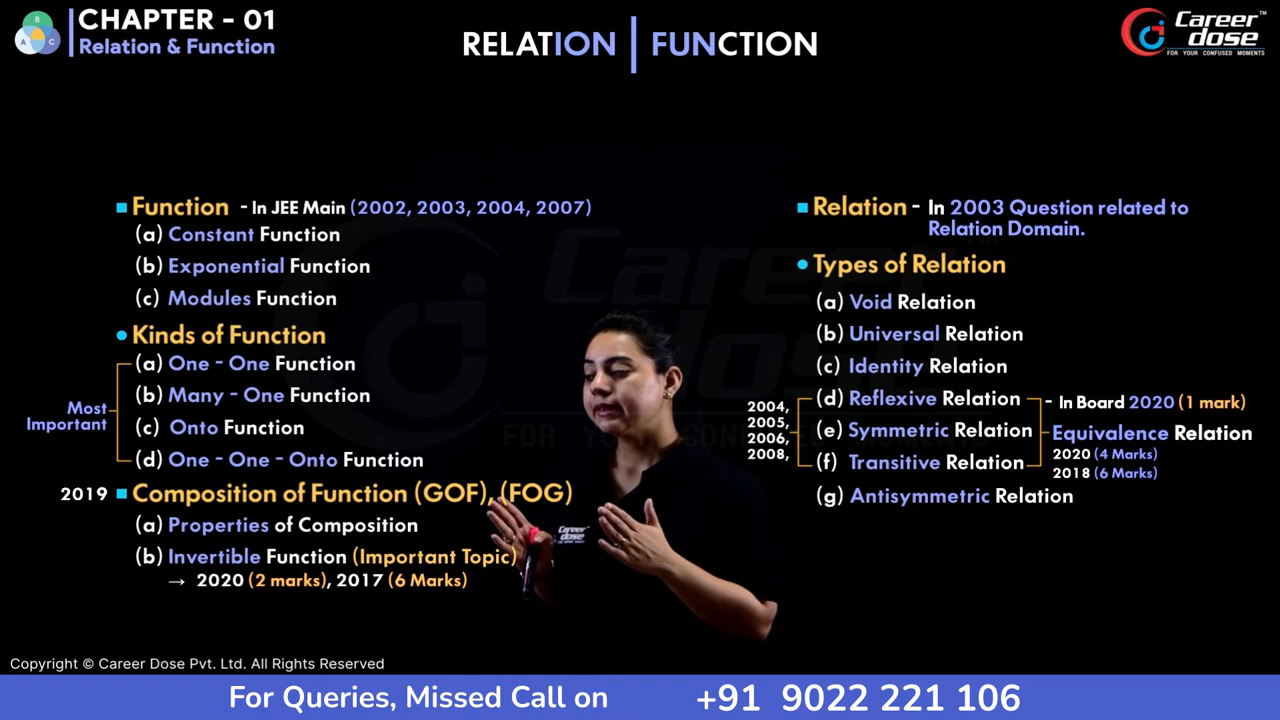 CHAPTER - 01
Relation & Function
RELATION | FUNCTION
Career dose™
FOR YOUR CONFUSED MOMENTS
■ Function - In JEE Main (2002, 2003, 2004, 2007)
(a) Constant Function
(b) Exponential Function
(c) Modules Function
● Kinds of Function
Most Important
(a) One - One Function
(b) Many - One Function
(c) Onto Function
(d) One - One - Onto Function
2019 ■ Composition of Function (GOF), (FOG)
(a) Properties of Composition
(b) Invertible Function (Important Topic)
→ 2020 (2 marks), 2017 (6 Marks)
■ Relation - In 2003 Question related to
Relation Domain.
● Types of Relation
(a) Void Relation
(b) Universal Relation
(c) Identity Relation
2004,
2005,
2006,
2008,
(d) Reflexive Relation
(e) Symmetric Relation
(f) Transitive Relation
- In Board 2020 (1 mark)
Equivalence Relation
2020 (4 Marks)
2018 (6 Marks)
(g) Antisymmetric Relation
Career dose
Copyright © Career Dose Pvt. Ltd. All Rights Reserved
For Queries, Missed Call on +91 9022 221 106